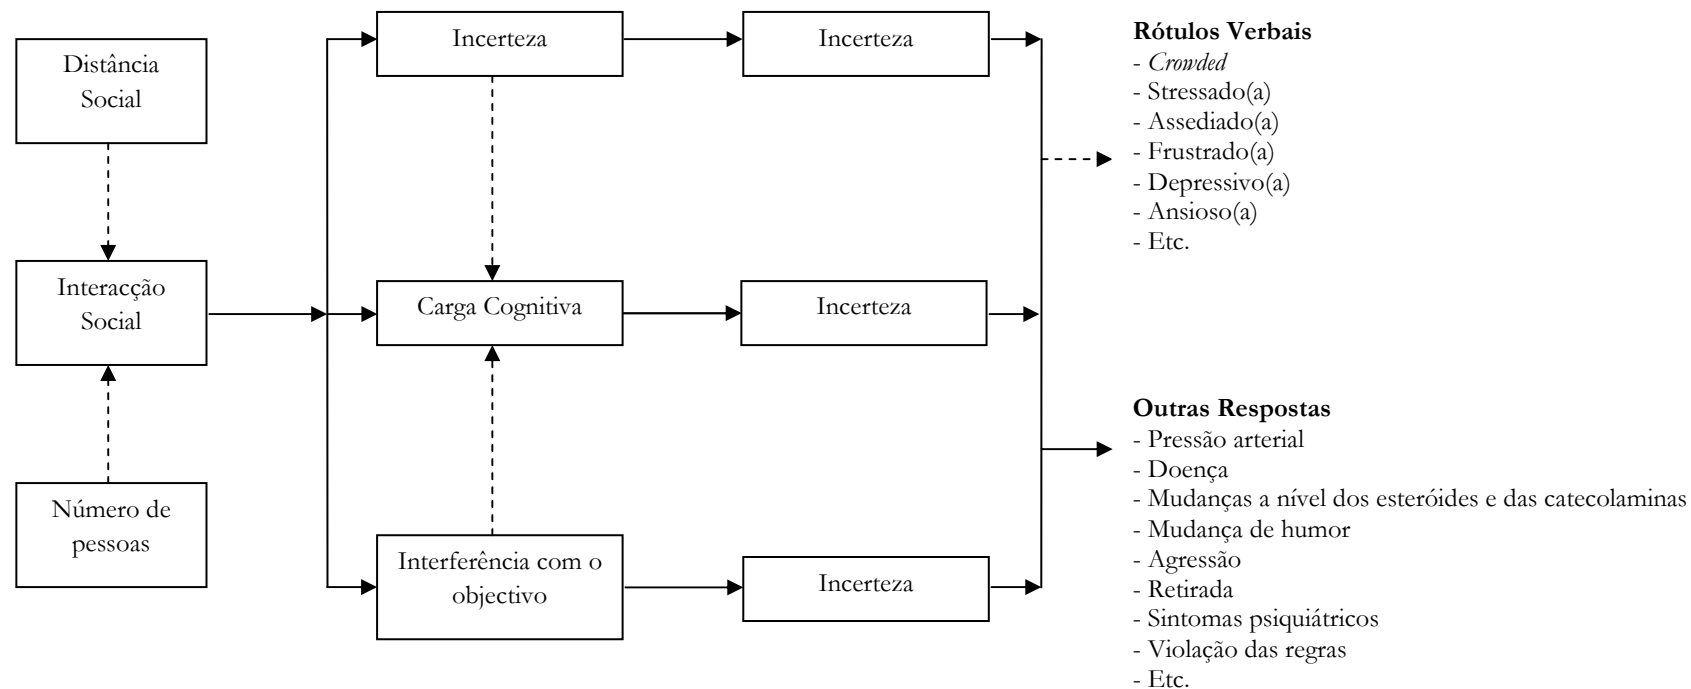 Distância
Social
Interacção
Social
Número de
pessoas
Incerteza
Carga Cognitiva
Interferência com o
objectivo
Incerteza
Incerteza
Incerteza
Rótulos Verbais
- Crowded
- Stressado(a)
- Assediado(a)
- Frustrado(a)
- Depressivo(a)
- Ansioso(a)
- Etc.
Outras Respostas
- Pressão arterial
- Doença
- Mudanças a nível dos esteróides e das catecolaminas
- Mudança de humor
- Agressão
- Retirada
- Sintomas psiquiátricos
- Violação das regras
- Etc.